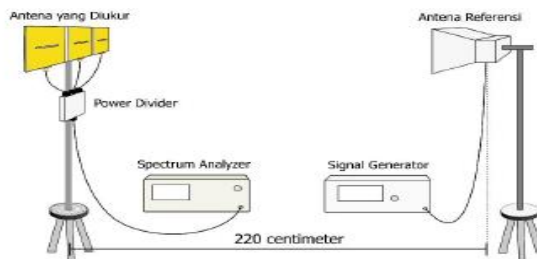 Antena yang Diukur
Antena Referensi
Power Divider
Spectrum Analyzer
Signal Generator
220 centimeter